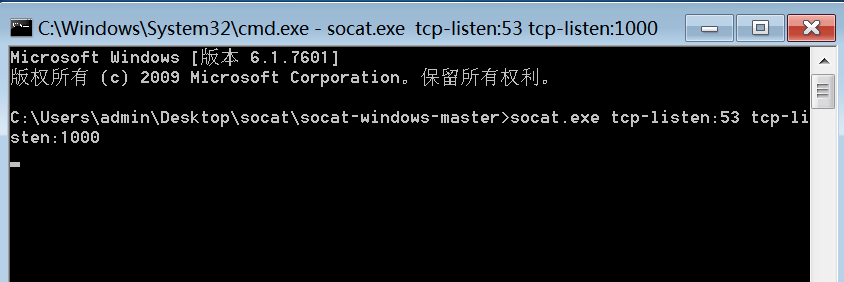 C:\Windows\System32\cmd.exe - socat.exe  tcp-listen:53 tcp-listen:1000
Microsoft Windows [版本 6.1.7601]
版权所有 (c) 2009 Microsoft Corporation。保留所有权利。
C:\Users\admin\Desktop\socat\socat-windows-master>socat.exe tcp-listen:53 tcp-li
sten:1000